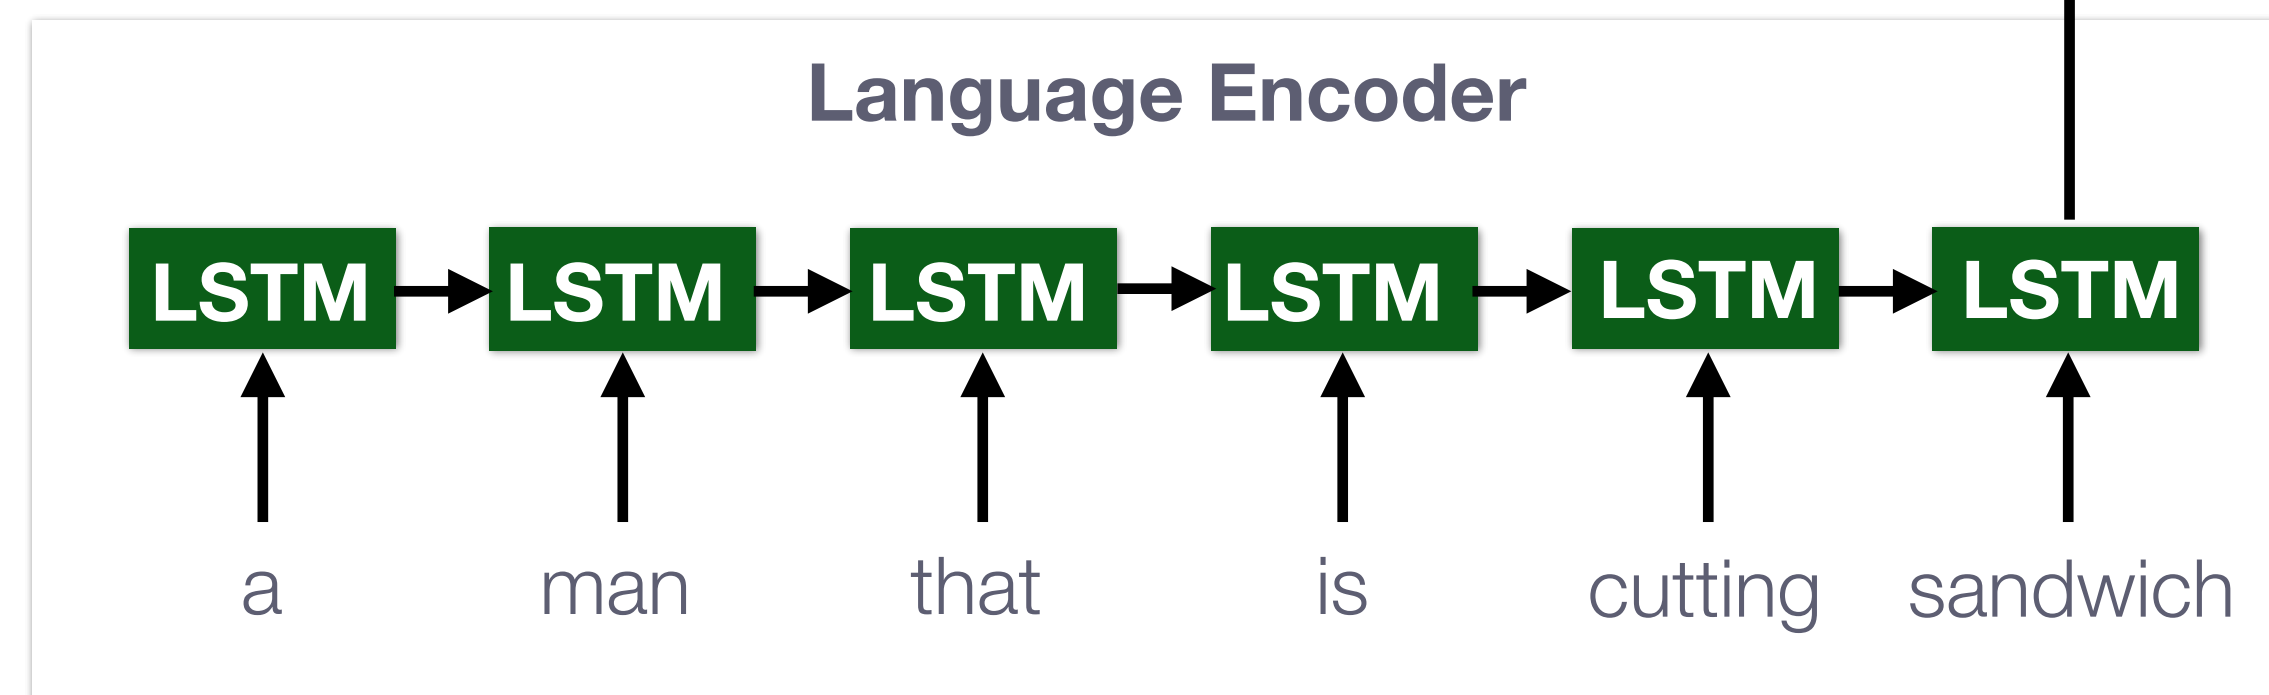 Language Encoder
LSTM LSTM LSTM LSTM LSTM LSTM
a man that is cutting sandwich